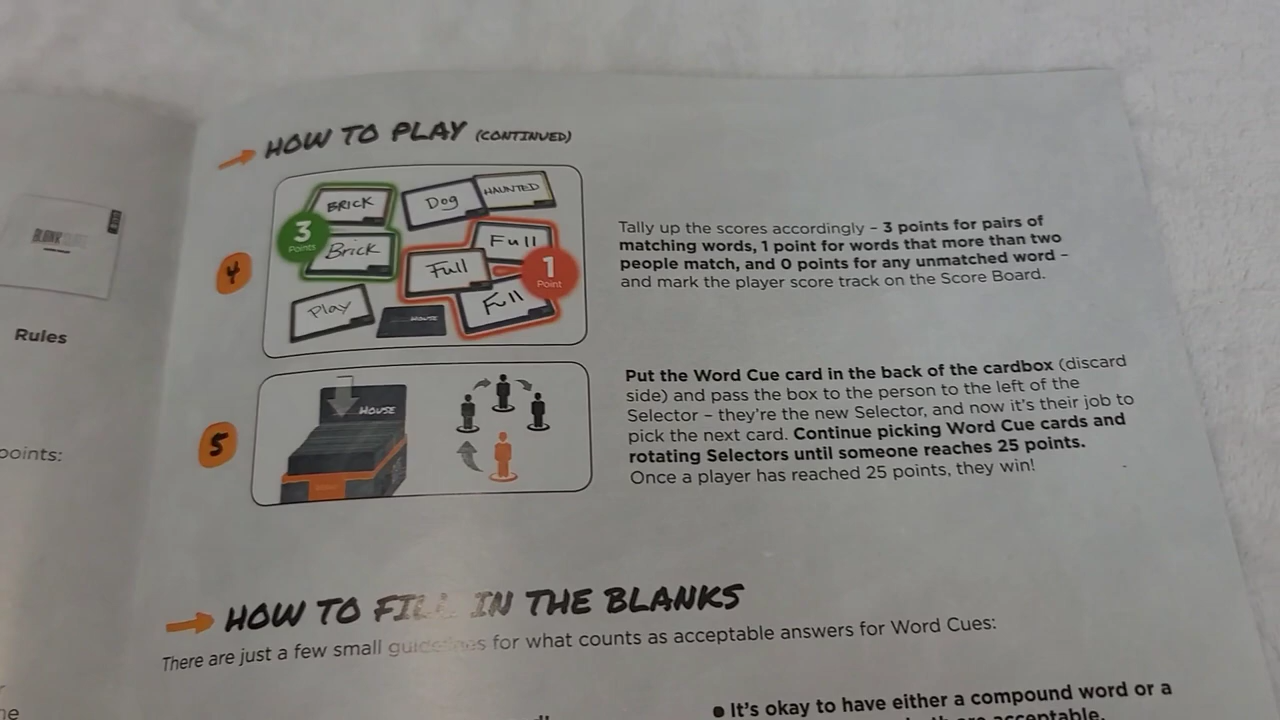 HOW TO PLAY (CONTINUED)
4
BRICK
Dog
HAUNTED
3
Points
Brick
Full
Full
1
Point
Play
HOUSE
Full
Tally up the scores accordingly – 3 points for pairs of
matching words, 1 point for words that more than two
people match, and 0 points for any unmatched word –
and mark the player score track on the Score Board.
5
HOUSE
Put the Word Cue card in the back of the cardbox (discard
side) and pass the box to the person to the left of the
Selector – they're the new Selector, and now it's their job to
pick the next card. Continue picking Word Cue cards and
rotating Selectors until someone reaches 25 points.
Once a player has reached 25 points, they win!
HOW TO FILL IN THE BLANKS
There are just a few small guidelines for what counts as acceptable answers for Word Cues:
• It's okay to have either a compound word or a
acceptable.
Rules
points: